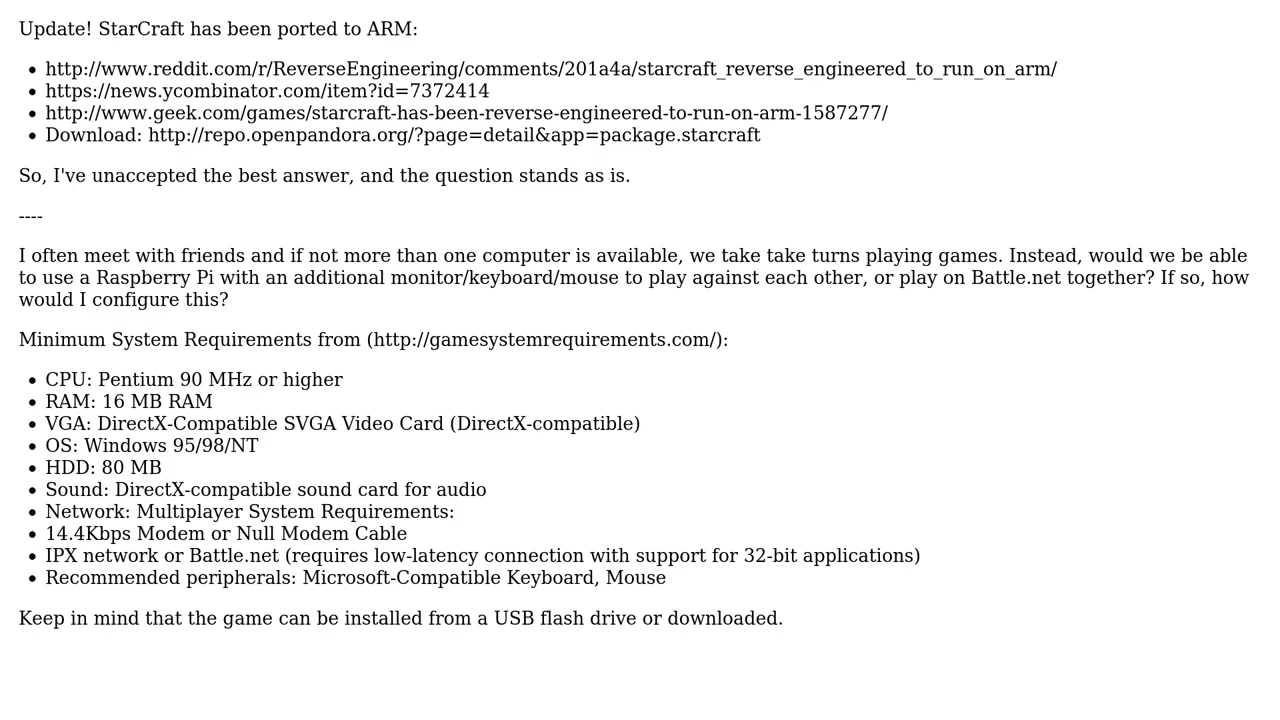 Update! StarCraft has been ported to ARM:
• http://www.reddit.com/r/ReverseEngineering/comments/201a4a/starcraft_reverse_engineered_to_run_on_arm/
• https://news.ycombinator.com/item?id=7372414
• http://www.geek.com/games/starcraft-has-been-reverse-engineered-to-run-on-arm-1587277/
• Download: http://repo.openpandora.org/?page=detail&app=package.starcraft
So, I've unaccepted the best answer, and the question stands as is.
----
I often meet with friends and if not more than one computer is available, we take take turns playing games. Instead, would we be able
to use a Raspberry Pi with an additional monitor/keyboard/mouse to play against each other, or play on Battle.net together? If so, how
would I configure this?
Minimum System Requirements from (http://gamesystemrequirements.com/):
• CPU: Pentium 90 MHz or higher
• RAM: 16 MB RAM
• VGA: DirectX-Compatible SVGA Video Card (DirectX-compatible)
• OS: Windows 95/98/NT
• HDD: 80 MB
• Sound: DirectX-compatible sound card for audio
• Network: Multiplayer System Requirements:
• 14.4Kbps Modem or Null Modem Cable
• IPX network or Battle.net (requires low-latency connection with support for 32-bit applications)
• Recommended peripherals: Microsoft-Compatible Keyboard, Mouse
Keep in mind that the game can be installed from a USB flash drive or downloaded.